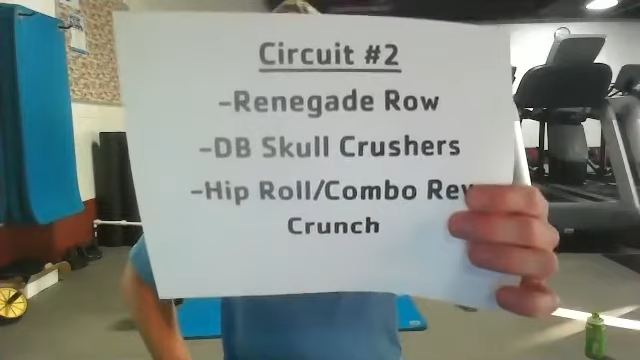 Circuit #2
-Renegade Row
-DB Skull Crushers
-Hip Roll/Combo Rev
Crunch